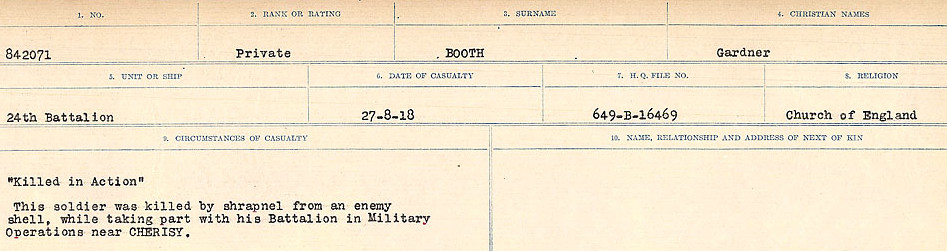 1. NO. 2. RANK OR RATING 3. SURNAME 4. CHRISTIAN NAMES
842071 Private BOOTH Gardner
5. UNIT OR SHIP 6. DATE OF CASUALTY 7. H.Q. FILE NO. 8. RELIGION
24th Battalion 27-8-18 649-B-16469 Church of England
9. CIRCUMSTANCES OF CASUALTY 10. NAME, RELATIONSHIP AND ADDRESS OF NEXT OF KIN
"Killed in Action"
This soldier was killed by shrapnel from an enemy
shell, while taking part with his Battalion in Military
Operations near CHERISY.